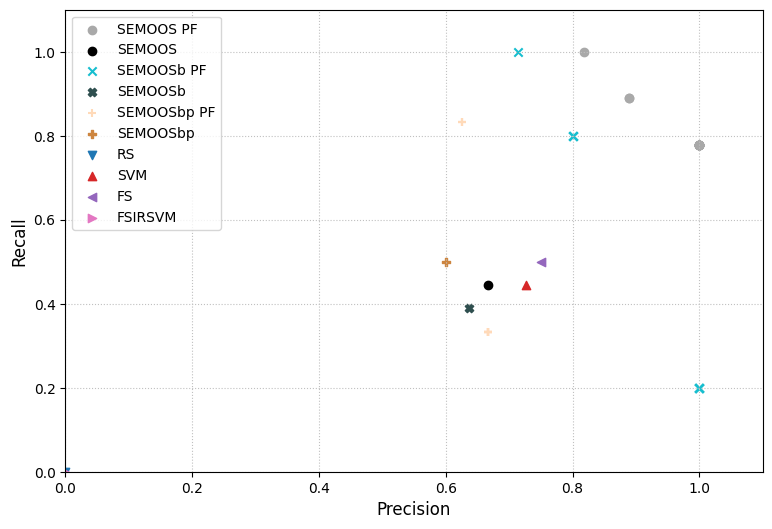 SEMOOS PF
SEMOOS
SEMOOSb PF
SEMOOSb
SEMOOSbp PF
SEMOOSbp
RS
SVM
FS
FSIRSVM
Recall
1.0
0.8
0.6
0.4
0.2
0.0
0.0 0.2 0.4 0.6 0.8 1.0
Precision